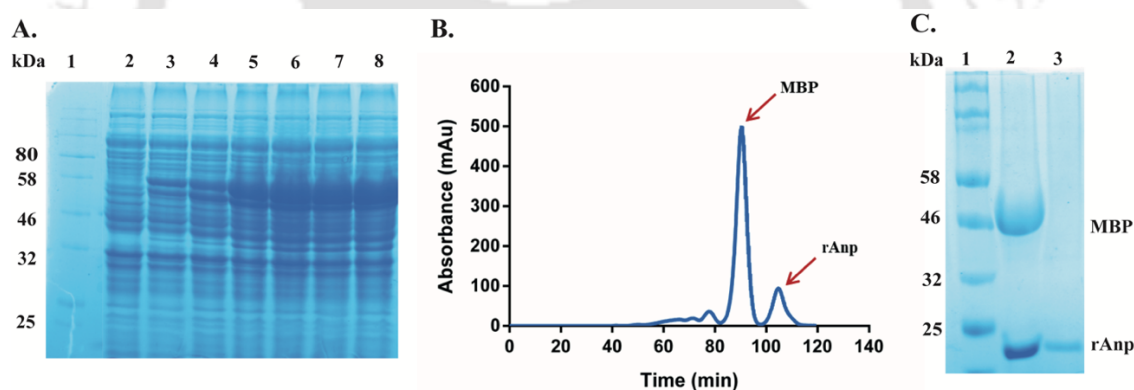 A.
kDa 1 2 3 4 5 6 7 8
80
58
46
32
25
B.
Absorbance (mAu)
600
500
400
300
200
100
0
0 20 40 60 80 100 120 140
Time (min)
MBP
rAnp
C.
kDa 1 2 3
58
46
32
25
MBP
rAnp